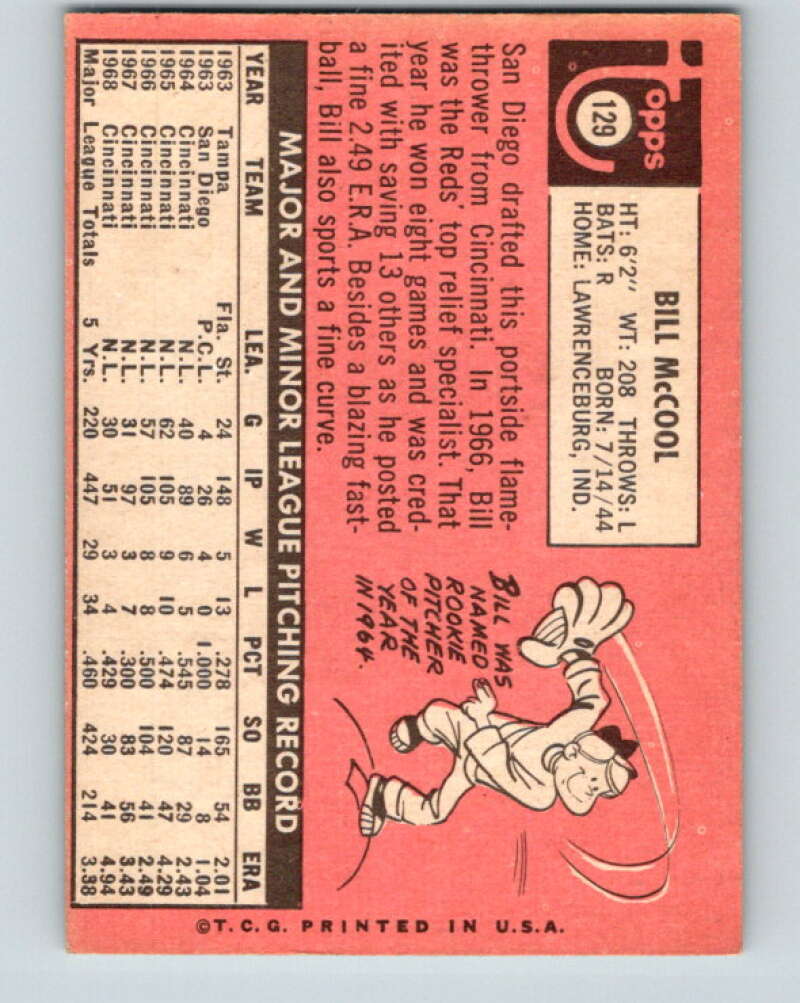 Topps
129
BILL McCOOL
HT: 6'2" WT: 208 THROWS: L
BATS: R BORN: 7/14/44
HOME: LAWRENCEBURG, IND.
San Diego drafted this portside flame-
thrower from Cincinnati. In 1966, Bill
was the Reds' top relief specialist. That
year he won eight games and was cred-
ited with saving 13 others as he posted
a fine 2.49 E.R.A. Besides a blazing fast-
ball, Bill also sports a fine curve.
BILL WAS
NAMED
ROOKIE
PITCHER
OF THE
YEAR
IN 1964.
MAJOR AND MINOR LEAGUE PITCHING RECORD
YEAR TEAM LEA. G IP W L PCT SO BB ERA
1963 Tampa Fla. St. 24 148 5 13 .278 165 54 2.01
1963 San Diego P.C.L. 4 26 4 0 1.000 14 8 1.04
1964 Cincinnati N.L. 40 89 6 5 .545 87 29 2.43
1965 Cincinnati N.L. 62 105 9 10 .474 120 47 4.29
1966 Cincinnati N.L. 57 105 8 8 .500 104 41 2.49
1967 Cincinnati N.L. 31 97 3 7 .300 83 56 3.43
1968 Cincinnati N.L. 30 51 3 4 .429 30 41 4.94
Major League Totals 5 Yrs. 220 447 29 34 .460 424 214 3.38
©T.C.G. PRINTED IN U.S.A.